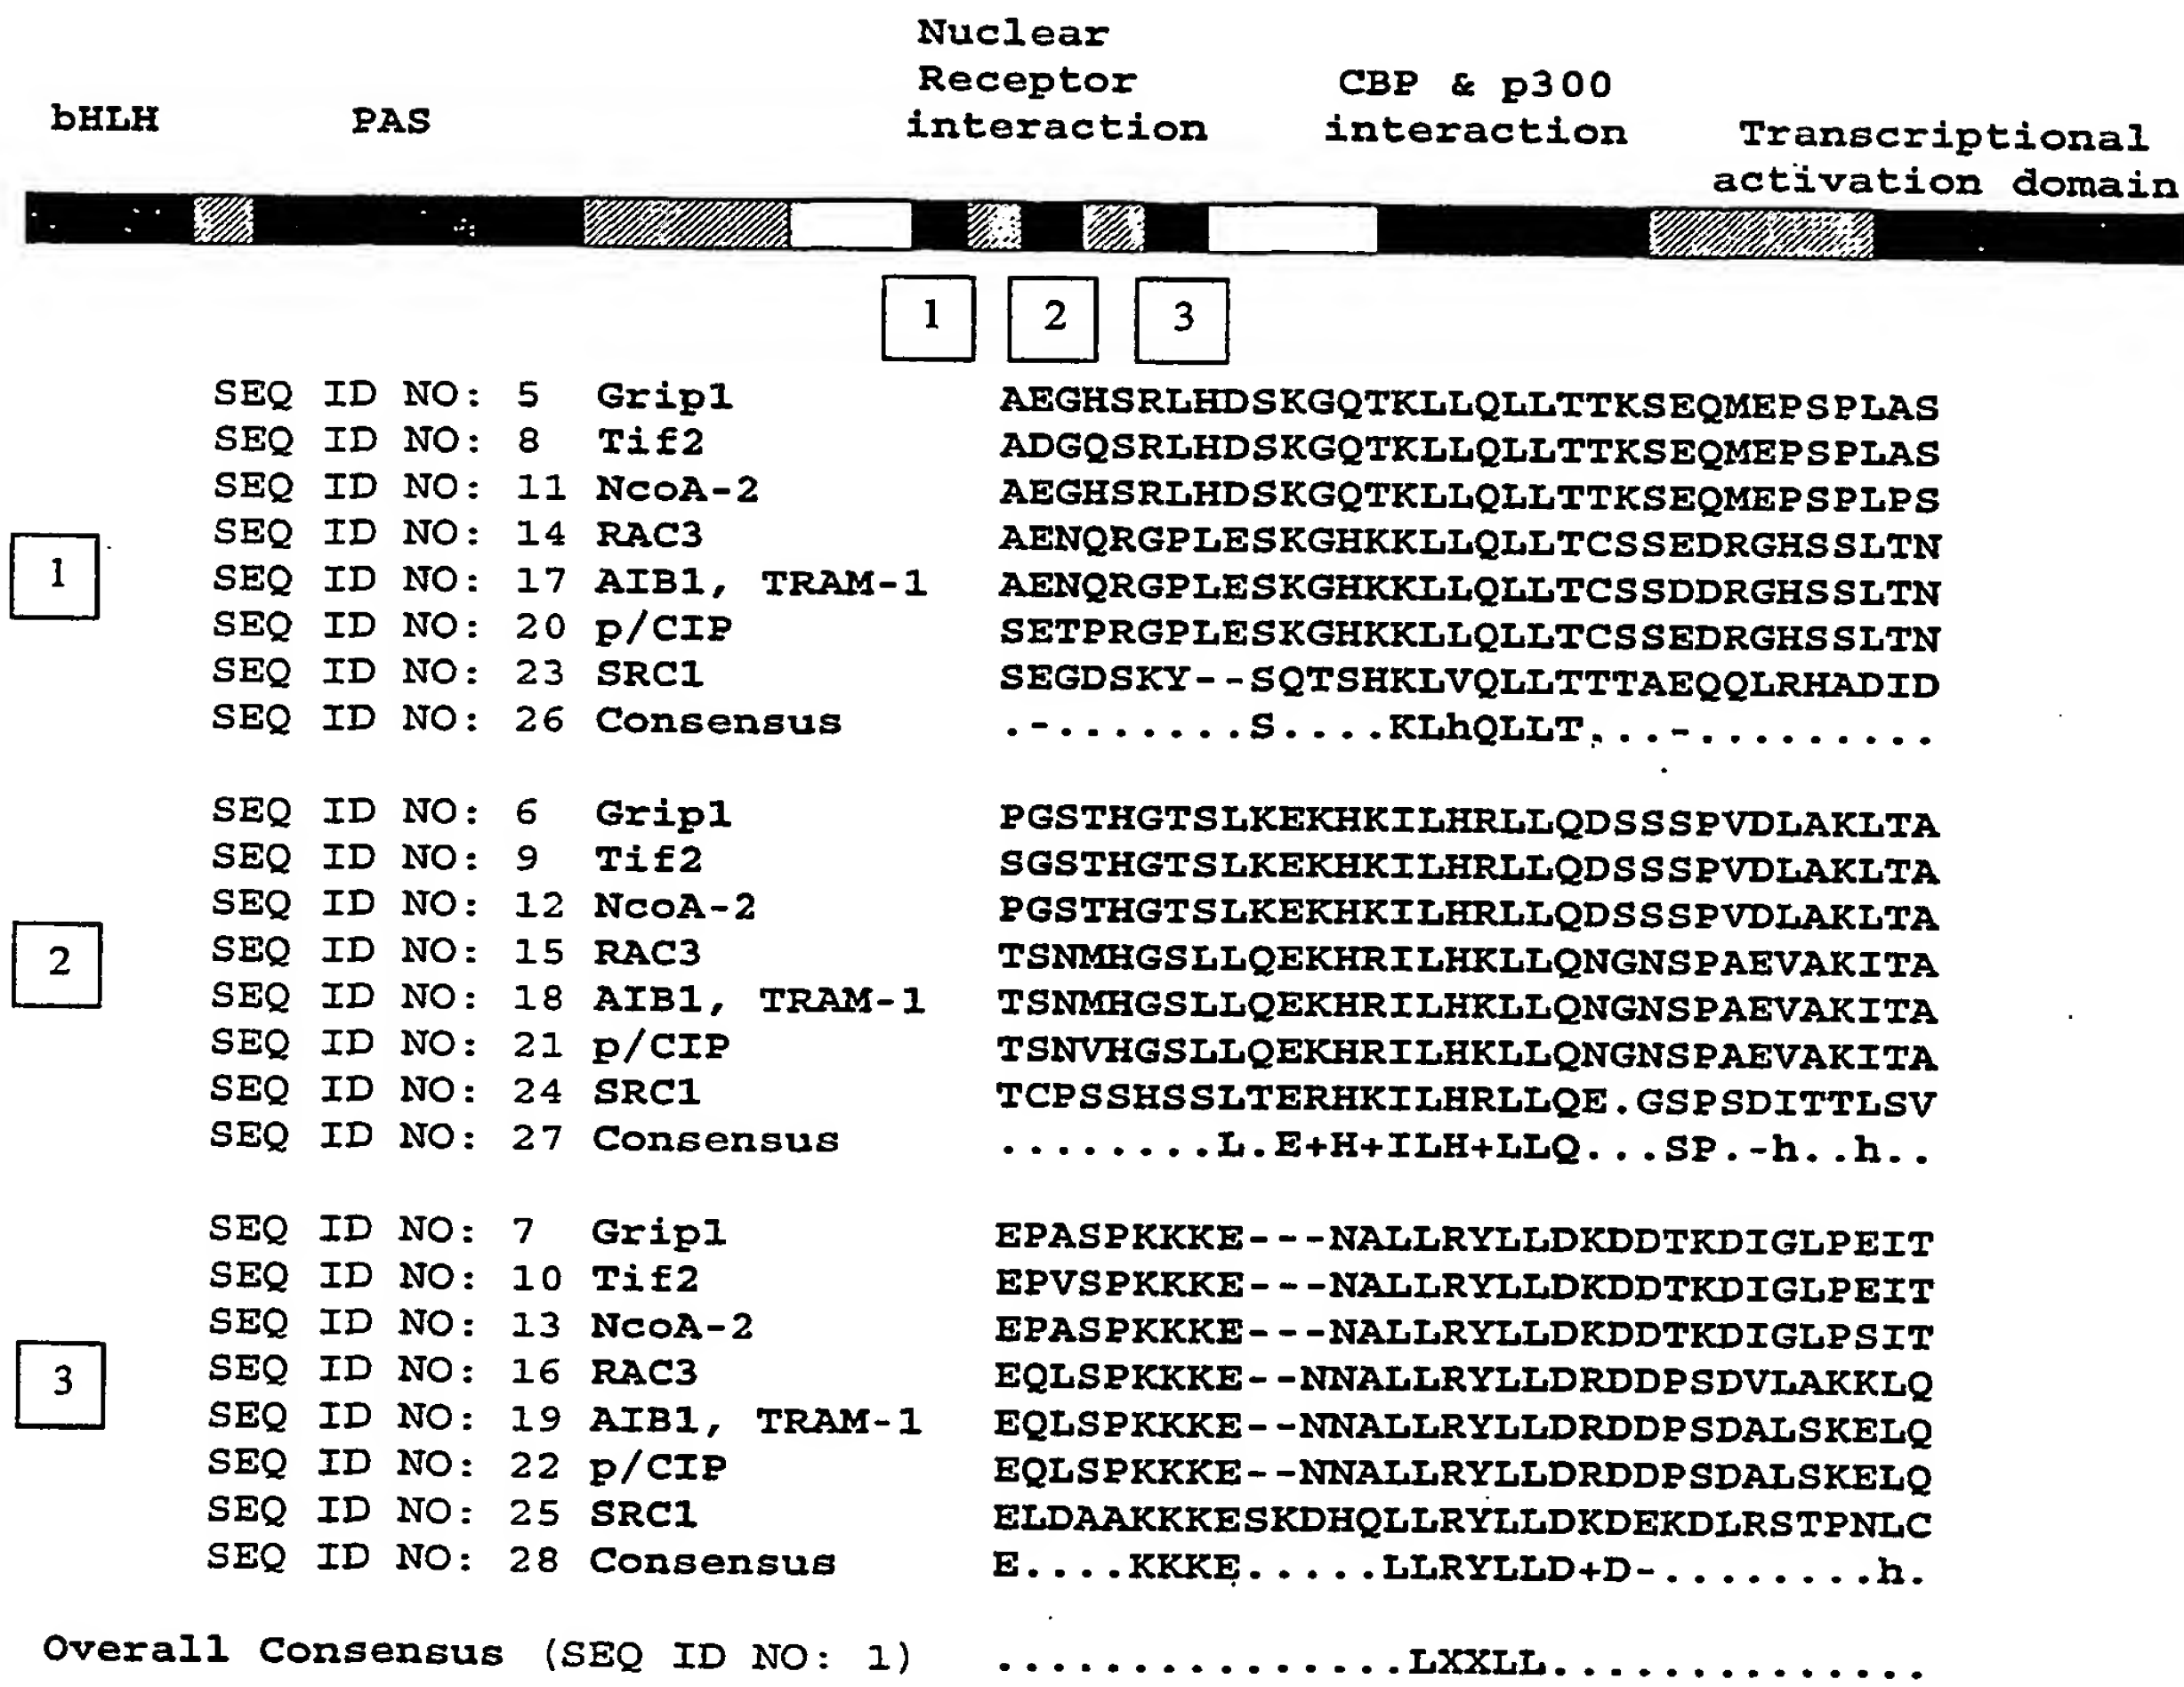 Nuclear
Receptor
interaction
CBP & p300
interaction
bHLH
PAS
Transcriptional
activation domain
1 2 3
SEQ ID NO: 5 Grip1 AEGHSRLHDSKGQTKLLQLLTTKSEQMEPSPLAS
SEQ ID NO: 8 Tif2 ADGQSRLHDSKGQTKLLQLLTTKSEQMEPSPLAS
SEQ ID NO: 11 NcoA-2 AEGHSRLHDSKGQTKLLQLLTTKSEQMEPSPLPS
SEQ ID NO: 14 RAC3 AENQRGPLESKGHKKLLQLLTCSSEDRGHSSLTN
1
SEQ ID NO: 17 AIB1, TRAM-1 AENQRGPLESKGHKKLLQLLTCSSDDRGHSSLTN
SEQ ID NO: 20 p/CIP SETPRGPLESKGHKKLLQLLTCSSEDRGHSSLTN
SEQ ID NO: 23 SRC1 SEGDSKY--SQTSHKLVQLLTTTAEQQLRHADID
SEQ ID NO: 26 Consensus .-.......S....KLhQLLT...-.........
SEQ ID NO: 6 Grip1 PGSTHGTSLKEKHKILHRLLQDSSSPVDLAKLTA
SEQ ID NO: 9 Tif2 SGSTHGTSLKEKHKILHRLLQDSSSPVDLAKLTA
SEQ ID NO: 12 NcoA-2 PGSTHGTSLKEKHKILHRLLQDSSSPVDLAKLTA
2
SEQ ID NO: 15 RAC3 TSNMHGSLLQEKHRILHKLLQNGNSPAEVAKITA
SEQ ID NO: 18 AIB1, TRAM-1 TSNMHGSLLQEKHRILHKLLQNGNSPAEVAKITA
SEQ ID NO: 21 p/CIP TSNVHGSLLQEKHRILHKLLQNGNSPAEVAKITA
SEQ ID NO: 24 SRC1 TCPSSHSSLTERHKILHRLLQE.GSPSDITTLSV
SEQ ID NO: 27 Consensus ........L.E+H+ILH+LLQ...SP.-h..h..
SEQ ID NO: 7 Grip1 EPASPKKKE---NALLRYLLDKDDTKDIGLPEIT
SEQ ID NO: 10 Tif2 EPVSPKKKE---NALLRYLLDKDDTKDIGLPEIT
SEQ ID NO: 13 NcoA-2 EPASPKKKE---NALLRYLLDKDDTKDIGLPSIT
3
SEQ ID NO: 16 RAC3 EQLSPKKKE--NNALLRYLLDRDDPSDVLAKKLQ
SEQ ID NO: 19 AIB1, TRAM-1 EQLSPKKKE--NNALLRYLLDRDDPSDALSKELQ
SEQ ID NO: 22 p/CIP EQLSPKKKE--NNALLRYLLDRDDPSDALSKELQ
SEQ ID NO: 25 SRC1 ELDAAKKKESKDHQLLRYLLDKDEKDLRSTPNLC
SEQ ID NO: 28 Consensus E....KKKE.....LLRYLLD+D-........h.
Overall Consensus (SEQ ID NO: 1) ...............LXXLL..............